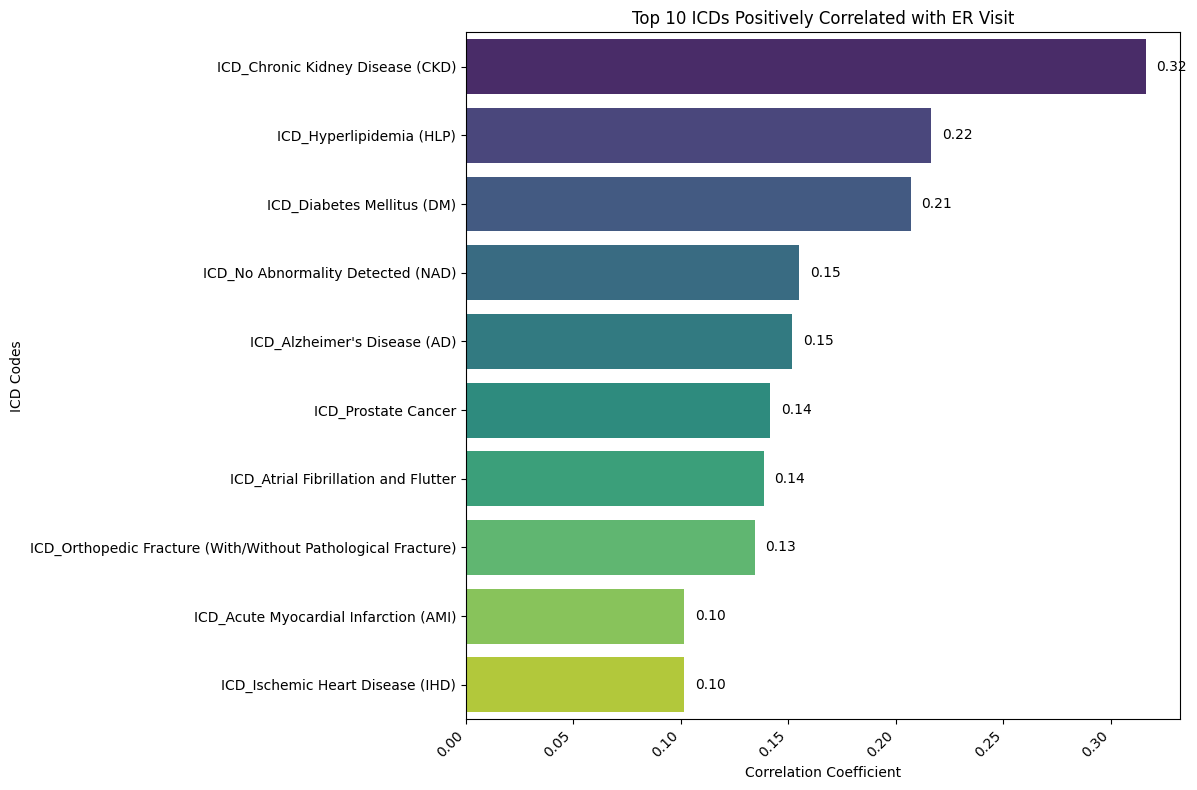 Top 10 ICDs Positively Correlated with ER Visit
ICD Codes
ICD_Chronic Kidney Disease (CKD) 0.32
ICD_Hyperlipidemia (HLP) 0.22
ICD_Diabetes Mellitus (DM) 0.21
ICD_No Abnormality Detected (NAD) 0.15
ICD_Alzheimer's Disease (AD) 0.15
ICD_Prostate Cancer 0.14
ICD_Atrial Fibrillation and Flutter 0.14
ICD_Orthopedic Fracture (With/Without Pathological Fracture) 0.13
ICD_Acute Myocardial Infarction (AMI) 0.10
ICD_Ischemic Heart Disease (IHD) 0.10
0.00 0.05 0.10 0.15 0.20 0.25 0.30
Correlation Coefficient